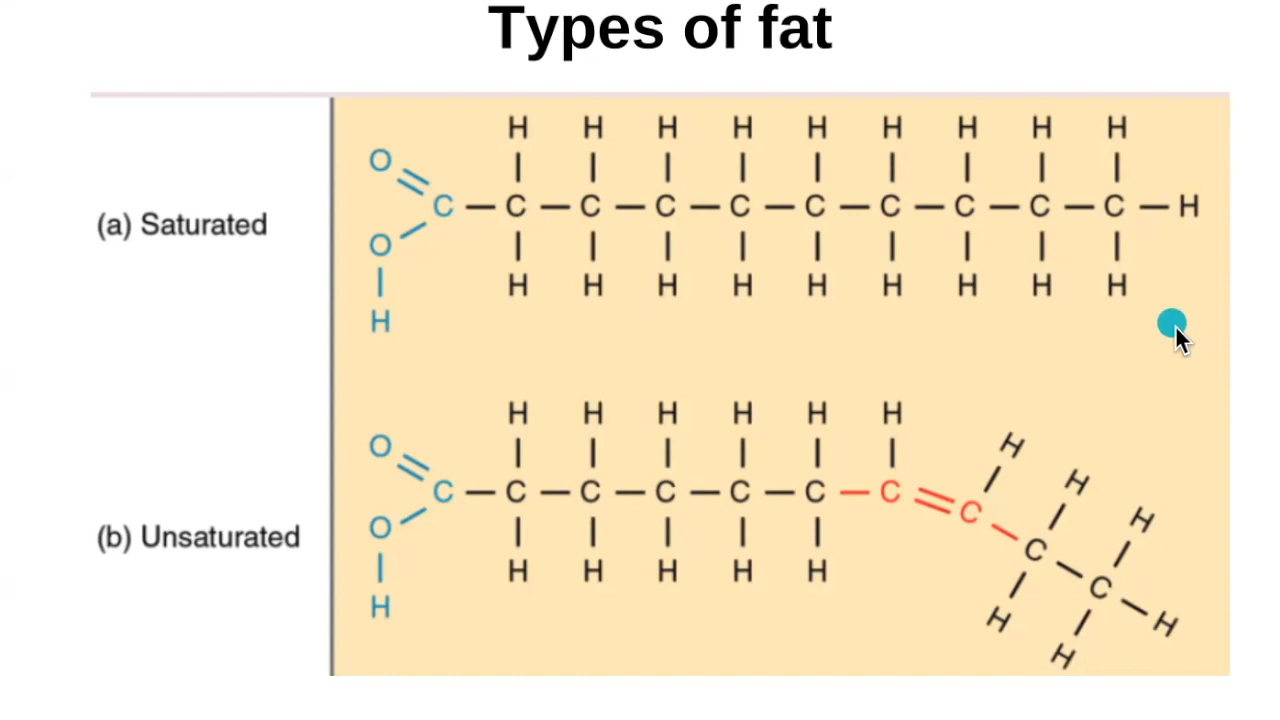 Types of fat
H H H H H H H H H
O
C — C — C — C — C — C — C — C — C — C — H
(a) Saturated
O
H H H H H H H H H
H
H H H H H H
H
O
H
C — C — C — C — C — C — C = C
H
C
(b) Unsaturated
O
C
H H H H H
H
H
H
H